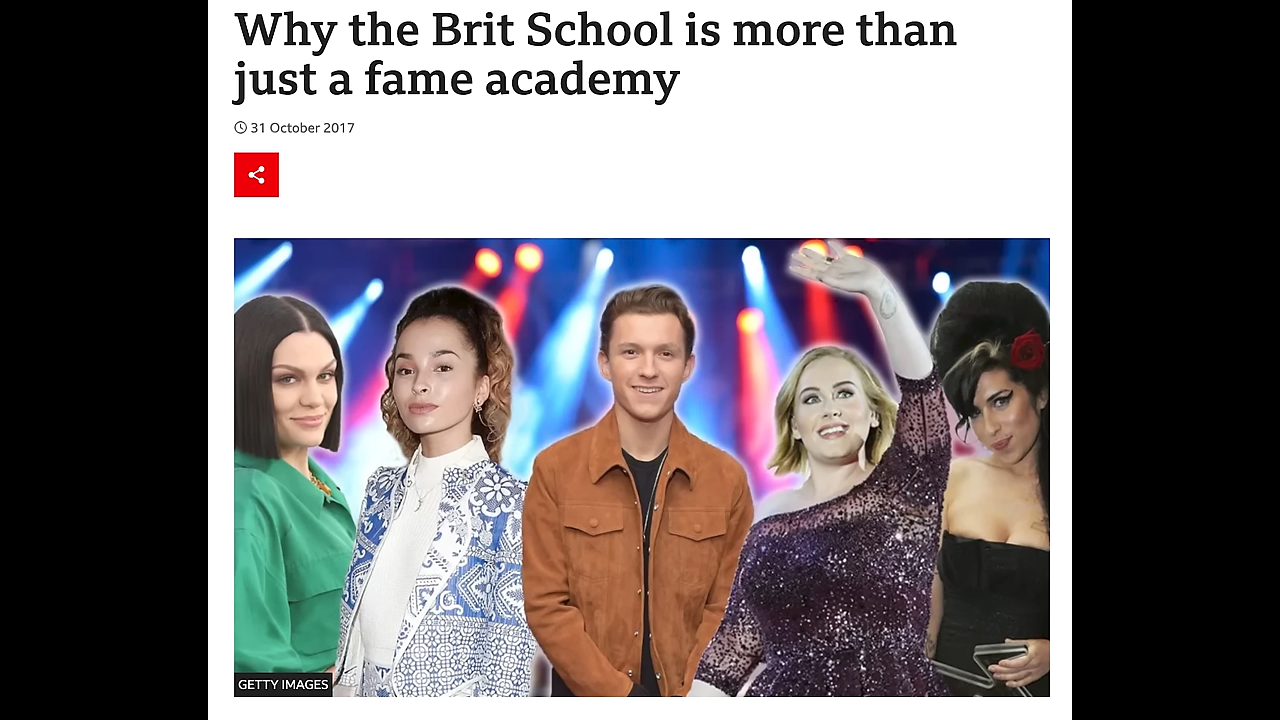 Why the Brit School is more than
just a fame academy
31 October 2017
GETTY IMAGES